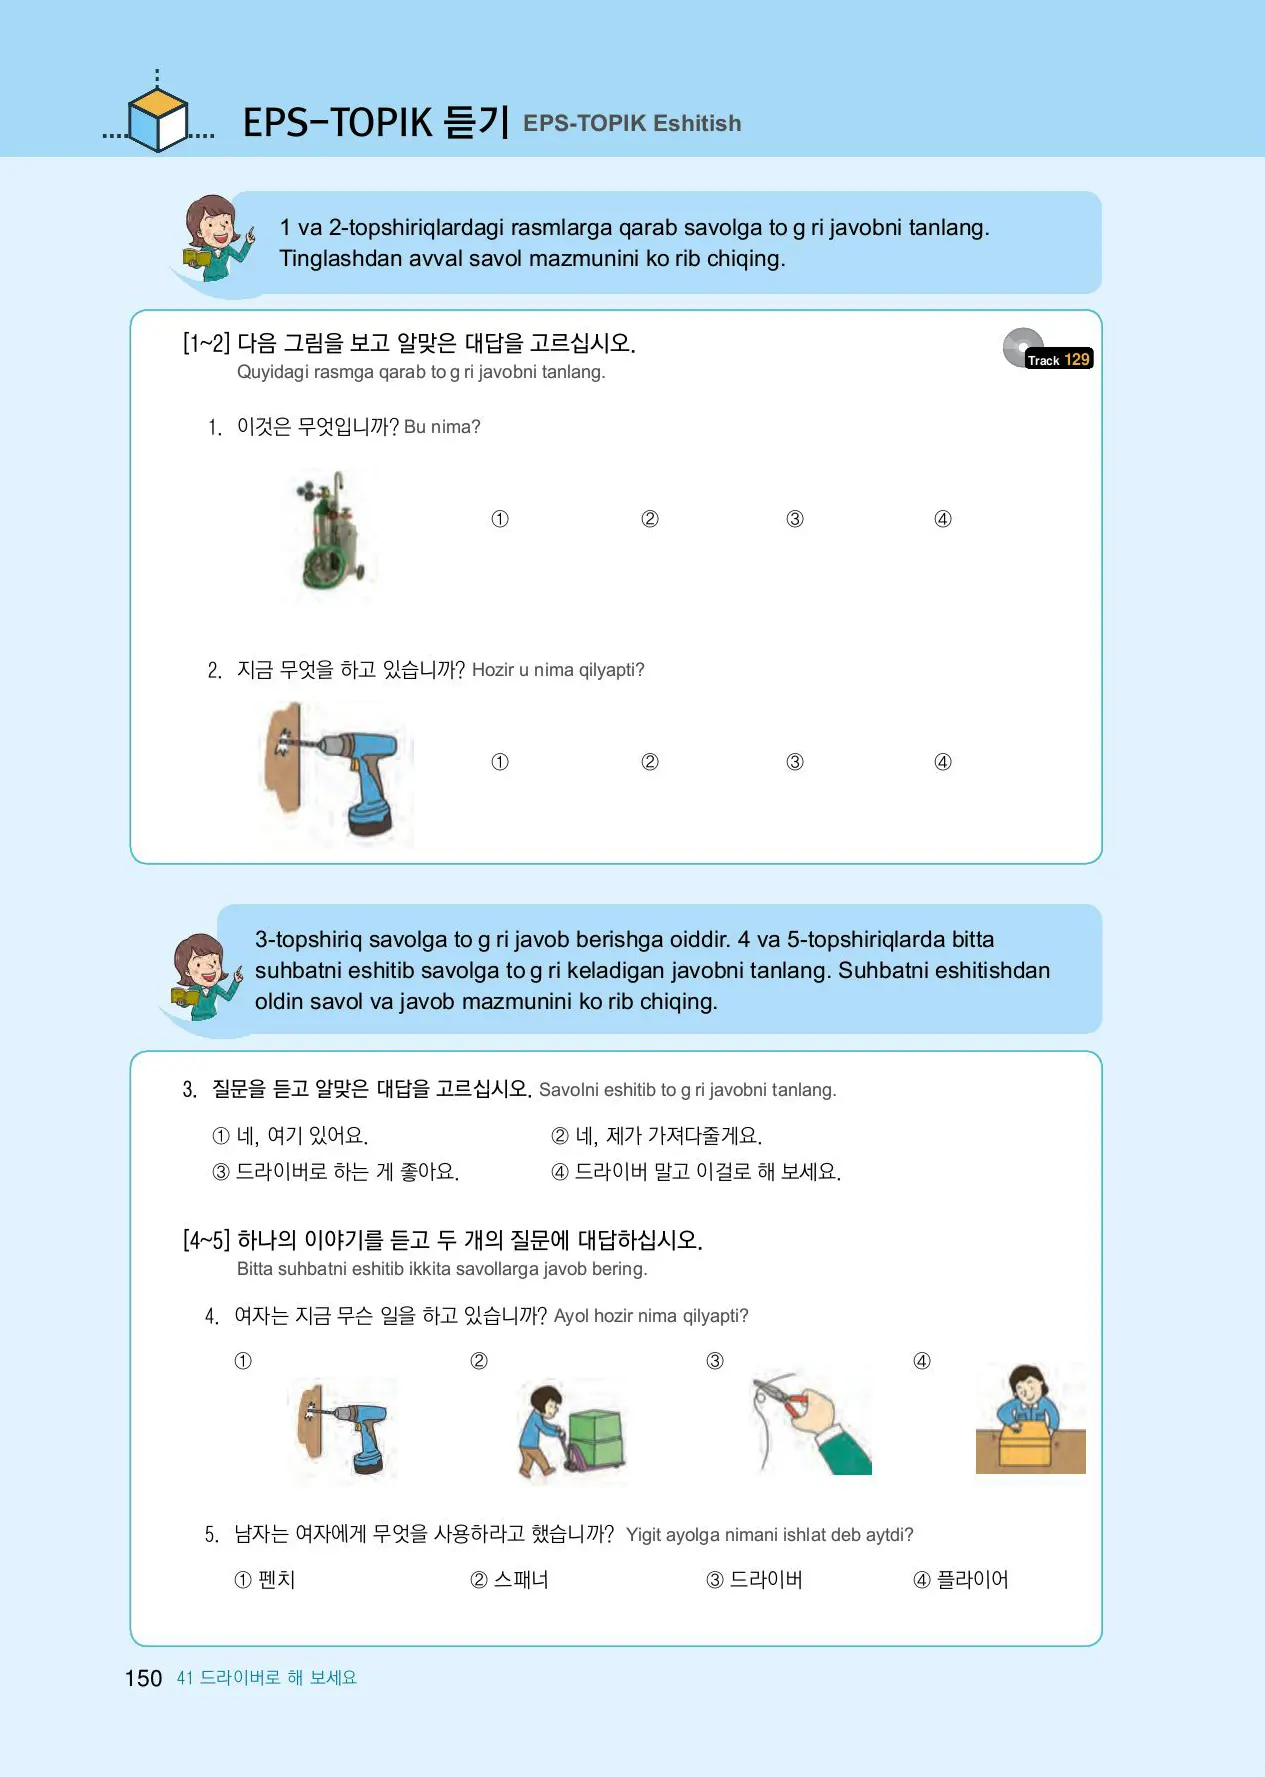 EPS-TOPIK 듣기 EPS-TOPIK Eshitish
1 va 2-topshiriqlardagi rasmlarga qarab savolga to g ri javobni tanlang.
Tinglashdan avval savol mazmunini ko rib chiqing.
[1~2] 다음 그림을 보고 알맞은 대답을 고르십시오.
Track 129
Quyidagi rasmga qarab to g ri javobni tanlang.
1. 이것은 무엇입니까? Bu nima?
① ② ③ ④
2. 지금 무엇을 하고 있습니까? Hozir u nima qilyapti?
① ② ③ ④
3-topshiriq savolga to g ri javob berishga oiddir. 4 va 5-topshiriqlarda bitta
suhbatni eshitib savolga to g ri keladigan javobni tanlang. Suhbatni eshitishdan
oldin savol va javob mazmunini ko rib chiqing.
3. 질문을 듣고 알맞은 대답을 고르십시오. Savolni eshitib to g ri javobni tanlang.
① 네, 여기 있어요. ② 네, 제가 가져다줄게요.
③ 드라이버로 하는 게 좋아요. ④ 드라이버 말고 이걸로 해 보세요.
[4~5] 하나의 이야기를 듣고 두 개의 질문에 대답하십시오.
Bitta suhbatni eshitib ikkita savollarga javob bering.
4. 여자는 지금 무슨 일을 하고 있습니까? Ayol hozir nima qilyapti?
① ② ③ ④
5. 남자는 여자에게 무엇을 사용하라고 했습니까? Yigit ayolga nimani ishlat deb aytdi?
① 펜치 ② 스패너 ③ 드라이버 ④ 플라이어
150 41 드라이버로 해 보세요